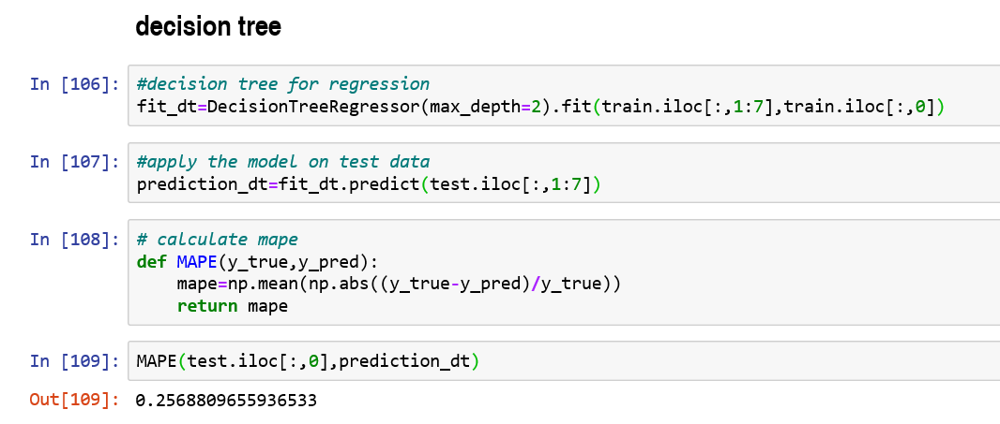 decision tree
In [106]: #decision tree for regression
fit_dt=DecisionTreeRegressor(max_depth=2).fit(train.iloc[:,1:7],train.iloc[:,0])
In [107]: #apply the model on test data
prediction_dt=fit_dt.predict(test.iloc[:,1:7])
In [108]: # calculate mape
def MAPE(y_true,y_pred):
    mape=np.mean(np.abs((y_true-y_pred)/y_true))
    return mape
In [109]: MAPE(test.iloc[:,0],prediction_dt)
Out[109]: 0.2568809655936533